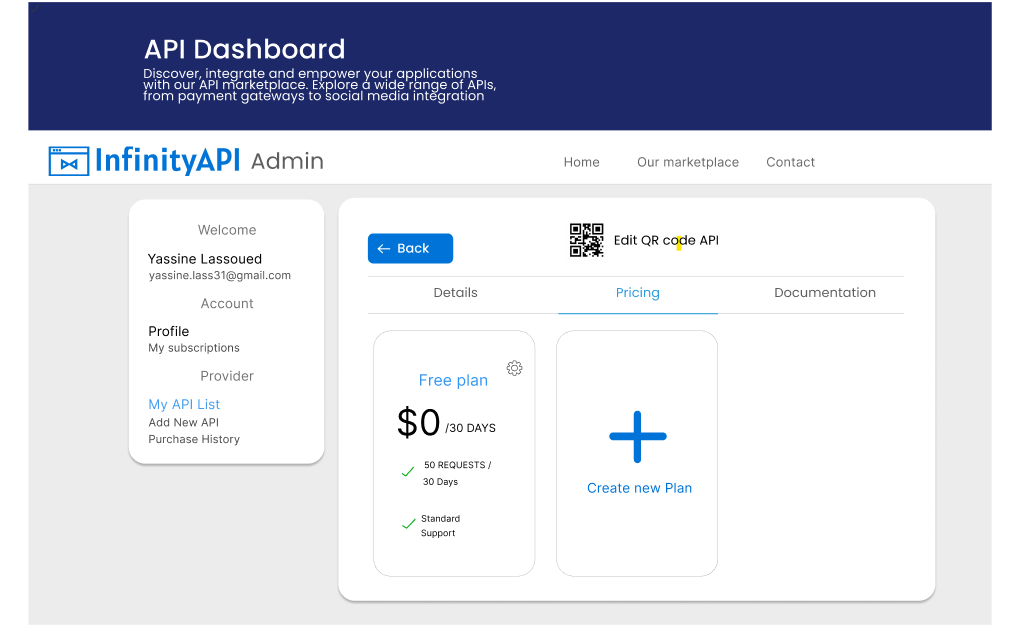 API Dashboard
Discover, integrate and empower your applications
with our API marketplace. Explore a wide range of APIs,
from payment gateways to social media integration
InfinityAPI Admin
Home Our marketplace Contact
Welcome
Yassine Lassoued
yassine.lass31@gmail.com
Account
Profile
My subscriptions
Provider
My API List
Add New API
Purchase History
Back
Edit QR code API
Details Pricing Documentation
Free plan
$0 /30 DAYS
50 REQUESTS /
30 Days
Standard
Support
Create new Plan